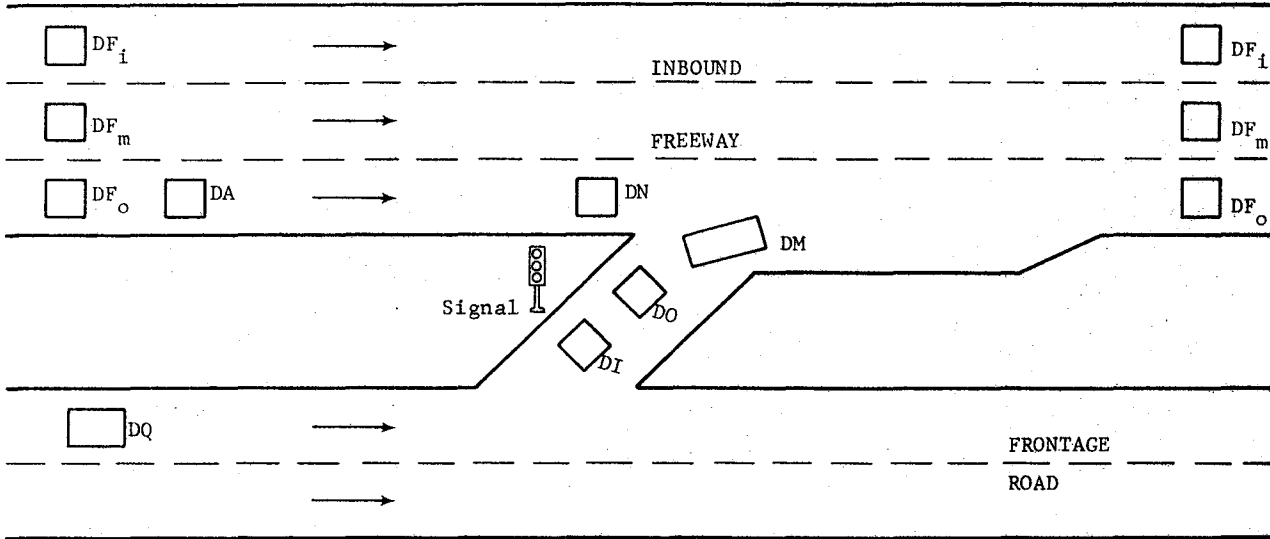 DF_i
DF_i
INBOUND
DF_m
DF_m
FREEWAY
DF_o
DA
DN
DF_o
DM
Signal
DO
DI
DQ
FRONTAGE
ROAD